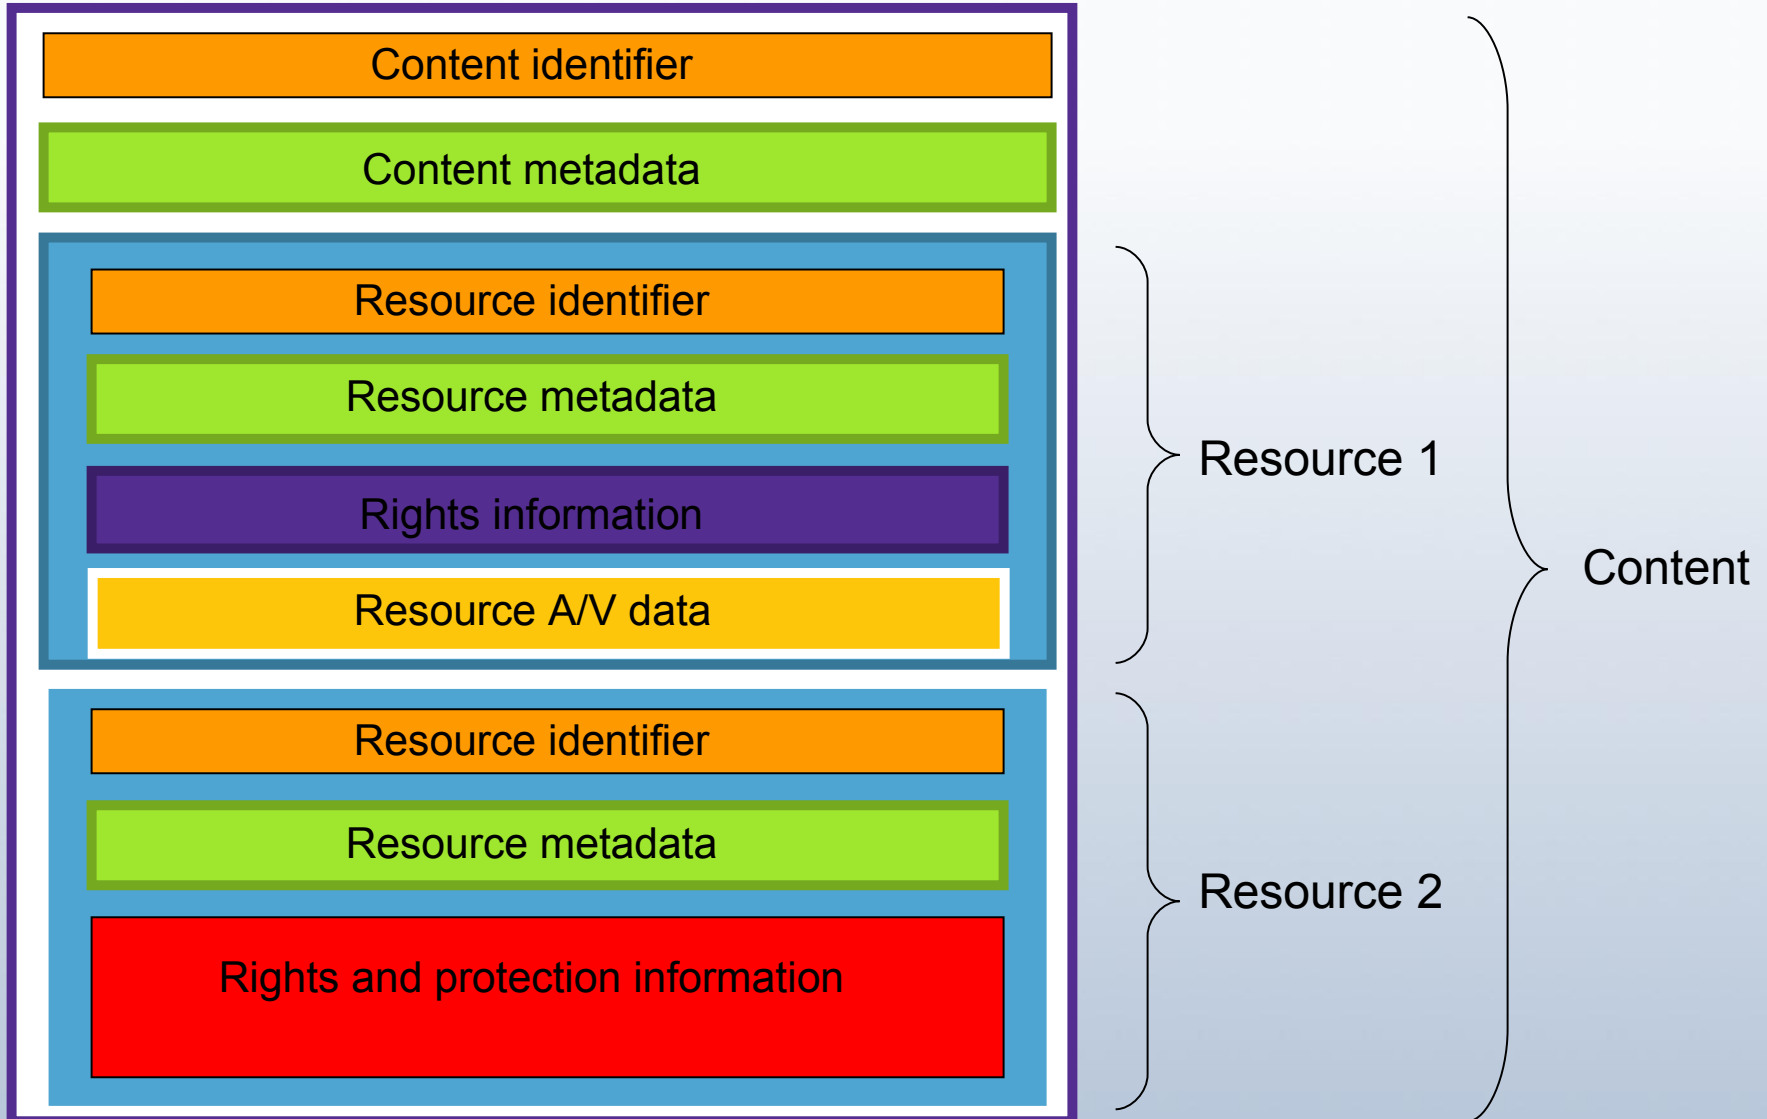 Content identifier
Content metadata
Resource identifier
Resource metadata
Rights information
Resource A/V data
Resource 1
Resource identifier
Resource metadata
Rights and protection information
Resource 2
Content